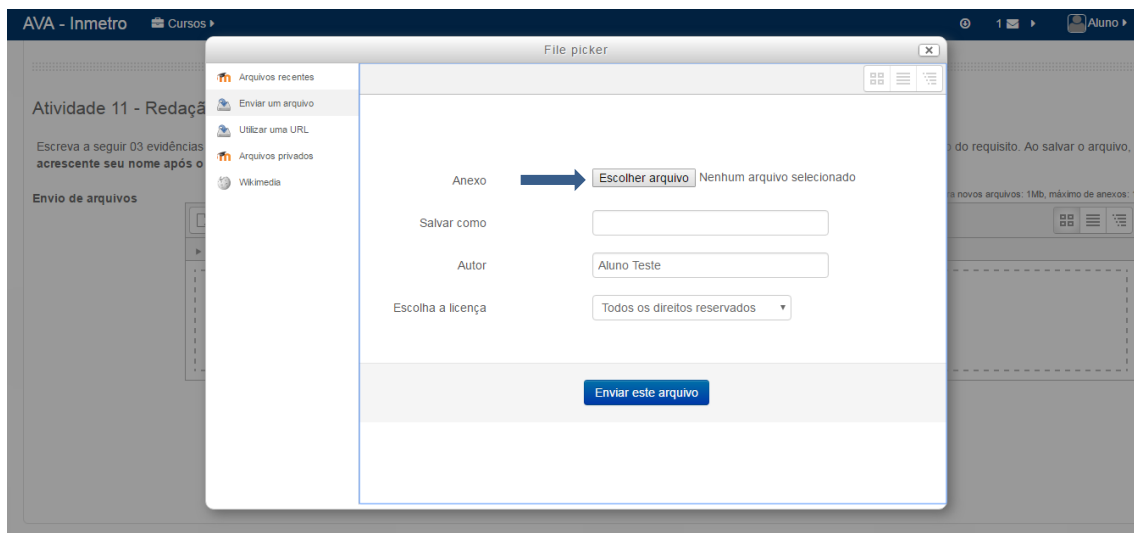 AVA - Inmetro Cursos 1 Aluno
File picker
Arquivos recentes
Enviar um arquivo
Utilizar uma URL
Arquivos privados
Wikimedia
Atividade 11 - Redaçã
Escreva a seguir 03 evidências do requisito. Ao salvar o arquivo,
acrescente seu nome após o
Envio de arquivos a novos arquivos: 1Mb, máximo de anexos:
Anexo Escolher arquivo Nenhum arquivo selecionado
Salvar como
Autor Aluno Teste
Escolha a licença Todos os direitos reservados
Enviar este arquivo